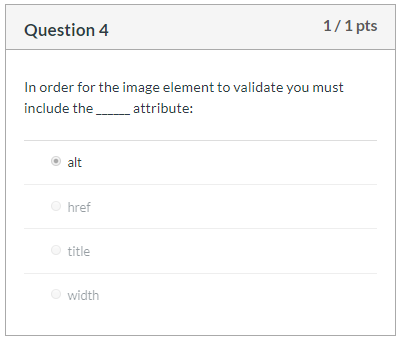 Question 4
1 / 1 pts
In order for the image element to validate you must
include the ______ attribute:
alt
href
title
width